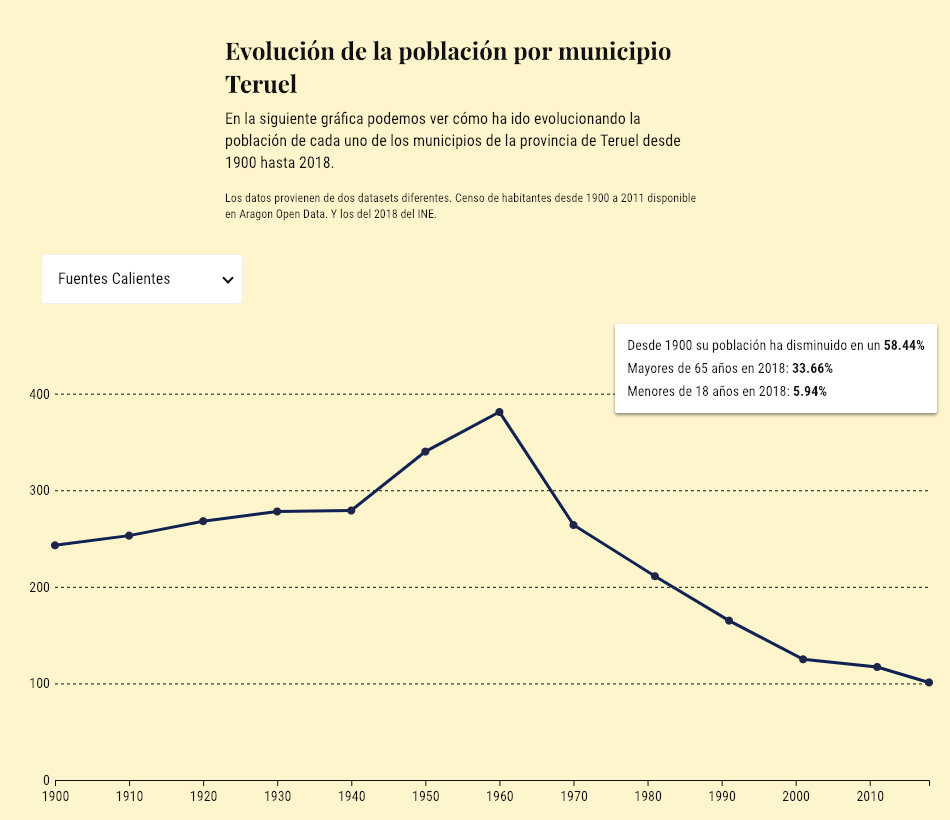 Evolución de la población por municipio
Teruel
En la siguiente gráfica podemos ver cómo ha ido evolucionando la
población de cada uno de los municipios de la provincia de Teruel desde
1900 hasta 2018.
Los datos provienen de dos datasets diferentes. Censo de habitantes desde 1900 a 2011 disponible
en Aragon Open Data. Y los del 2018 del INE.
Fuentes Calientes
Desde 1900 su población ha disminuido en un 58.44%
Mayores de 65 años en 2018: 33.66%
Menores de 18 años en 2018: 5.94%
400
300
200
100
0
1900 1910 1920 1930 1940 1950 1960 1970 1980 1990 2000 2010